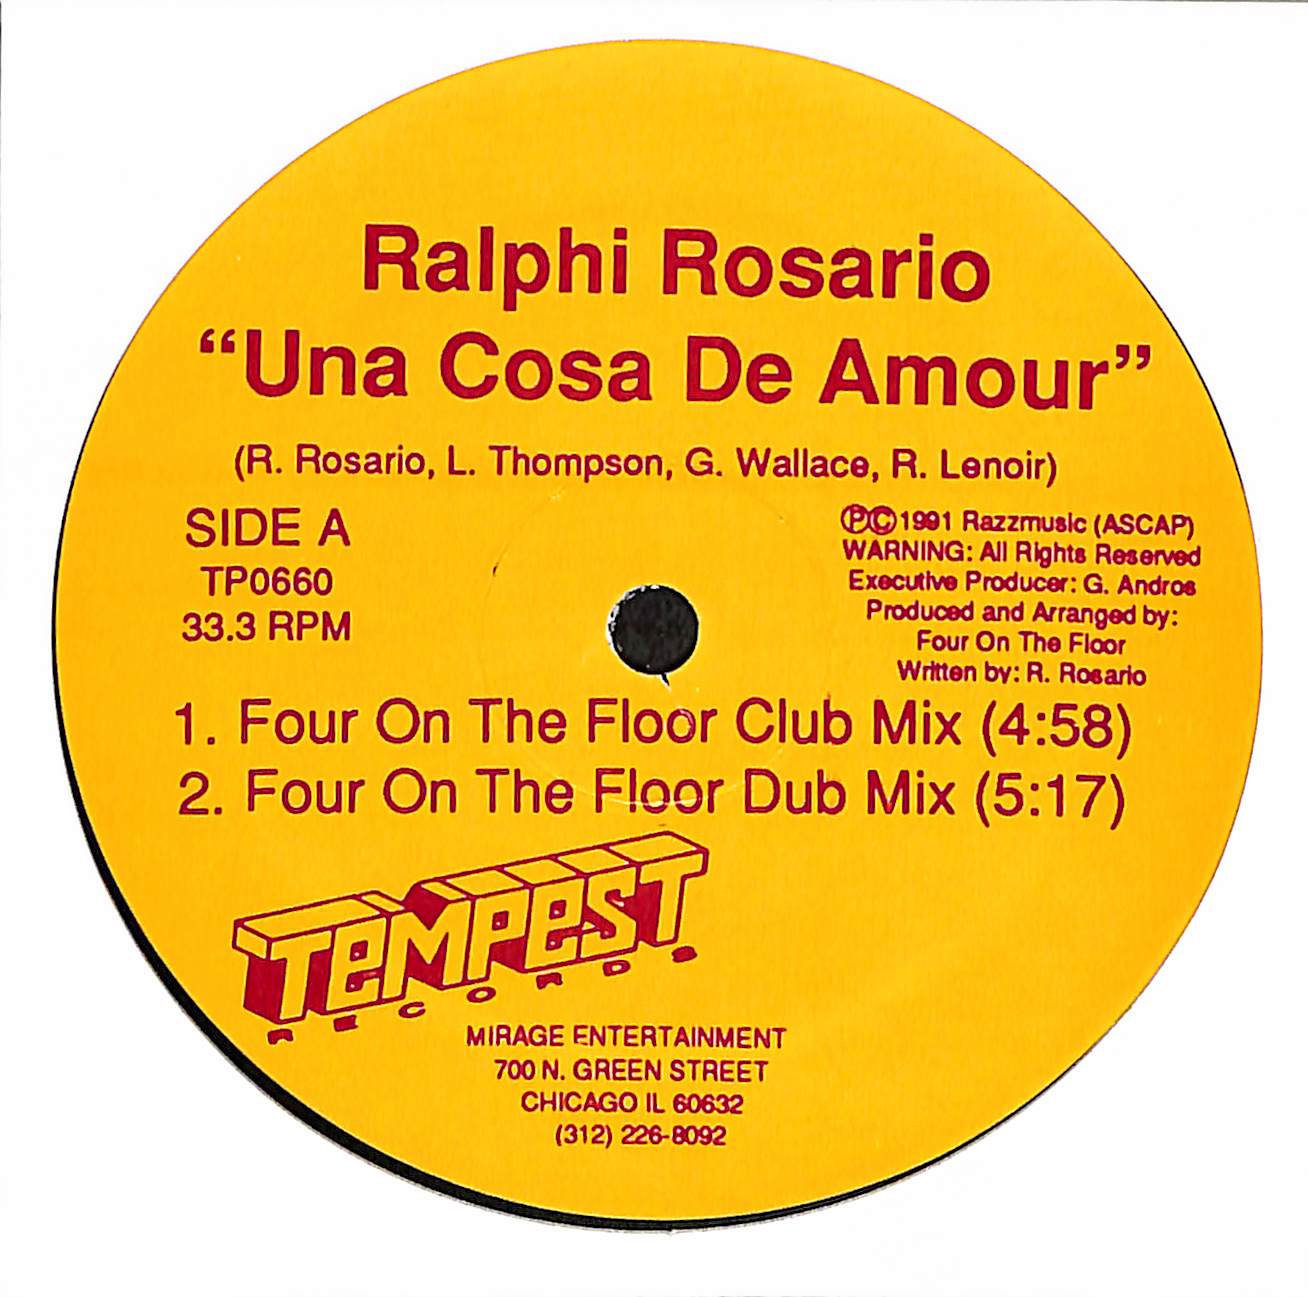 Ralphi Rosario
“Una Cosa De Amour”
(R. Rosario, L. Thompson, G. Wallace, R. Lenoir)
SIDE A
TP0660
33.3 RPM
ⓅⒸ1991 Razzmusic (ASCAP)
WARNING: All Rights Reserved
Executive Producer: G. Andros
Produced and Arranged by:
Four On The Floor
Written by: R. Rosario
1. Four On The Floor Club Mix (4:58)
2. Four On The Floor Dub Mix (5:17)
TEMPEST
RECORDS
MIRAGE ENTERTAINMENT
700 N. GREEN STREET
CHICAGO IL 60632
(312) 226-8092